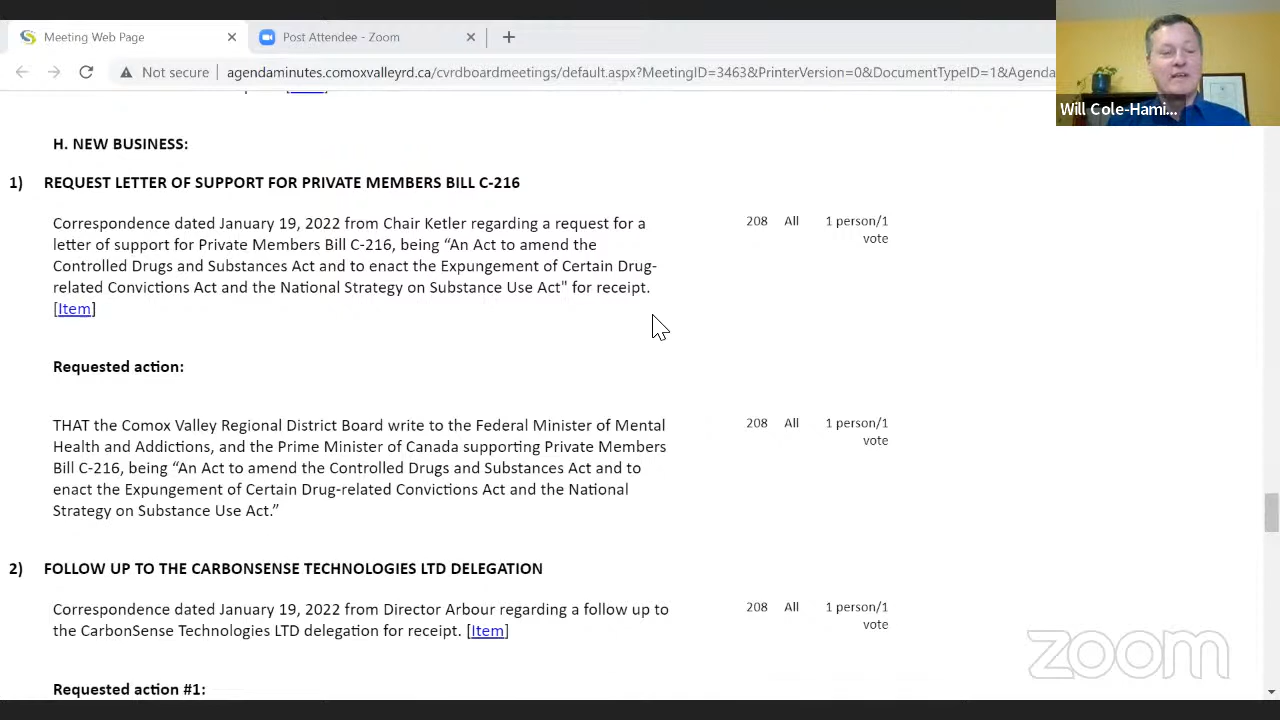 Meeting Web Page
Post Attendee - Zoom
Not secure
agendaminutes.comoxvalleyrd.ca/cvrdboardmeetings/default.aspx?MeetingID=3463&PrinterVersion=0&DocumentTypeID=1&Agenda
Will Cole-Hami...
H. NEW BUSINESS:
1) REQUEST LETTER OF SUPPORT FOR PRIVATE MEMBERS BILL C-216
Correspondence dated January 19, 2022 from Chair Ketler regarding a request for a
letter of support for Private Members Bill C-216, being “An Act to amend the
Controlled Drugs and Substances Act and to enact the Expungement of Certain Drug-
related Convictions Act and the National Strategy on Substance Use Act" for receipt.
[Item]
208 All 1 person/1
vote
Requested action:
THAT the Comox Valley Regional District Board write to the Federal Minister of Mental
Health and Addictions, and the Prime Minister of Canada supporting Private Members
Bill C-216, being “An Act to amend the Controlled Drugs and Substances Act and to
enact the Expungement of Certain Drug-related Convictions Act and the National
Strategy on Substance Use Act.”
208 All 1 person/1
vote
2) FOLLOW UP TO THE CARBONSENSE TECHNOLOGIES LTD DELEGATION
Correspondence dated January 19, 2022 from Director Arbour regarding a follow up to
the CarbonSense Technologies LTD delegation for receipt. [Item]
208 All 1 person/1
vote
Requested action #1:
zoom